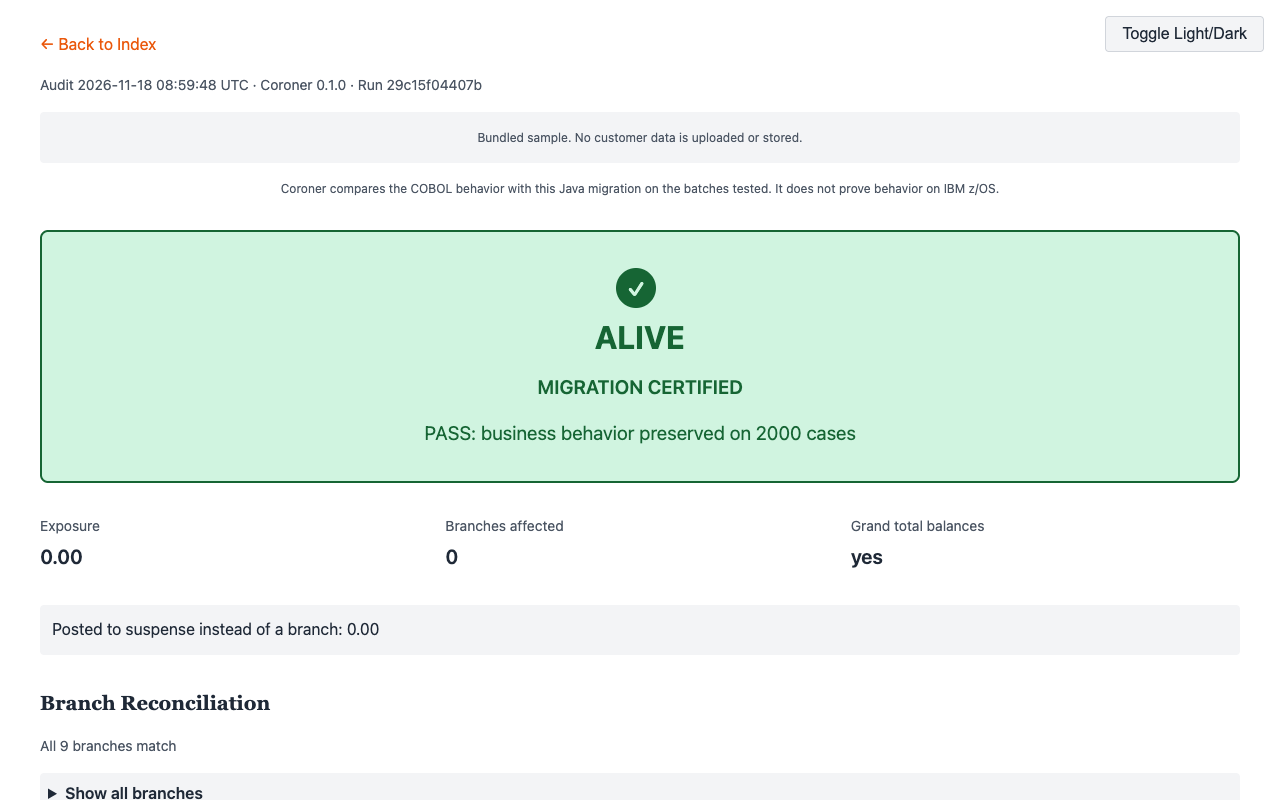 ← Back to Index
Toggle Light/Dark
Audit 2026-11-18 08:59:48 UTC · Coroner 0.1.0 · Run 29c15f04407b
Bundled sample. No customer data is uploaded or stored.
Coroner compares the COBOL behavior with this Java migration on the batches tested. It does not prove behavior on IBM z/OS.
ALIVE
MIGRATION CERTIFIED
PASS: business behavior preserved on 2000 cases
Exposure
0.00
Branches affected
0
Grand total balances
yes
Posted to suspense instead of a branch: 0.00
Branch Reconciliation
All 9 branches match
▶ Show all branches